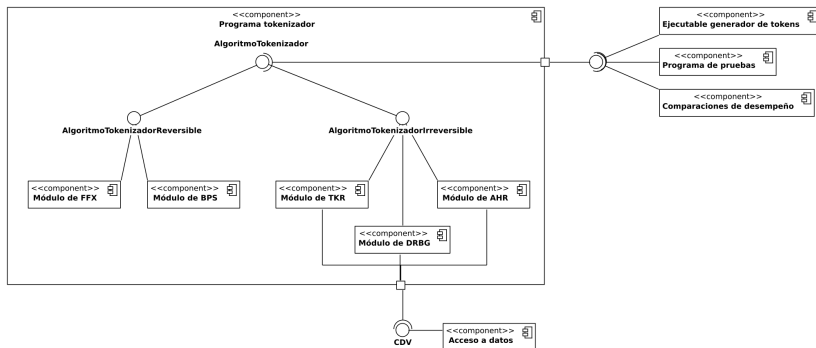 <<component>>
Programa tokenizador
AlgoritmoTokenizador
<<component>>
Ejecutable generador de tokens
<<component>>
Programa de pruebas
<<component>>
Comparaciones de desempeño
AlgoritmoTokenizadorReversible
AlgoritmoTokenizadorIrreversible
<<component>>
Módulo de FFX
<<component>>
Módulo de BPS
<<component>>
Módulo de TKR
<<component>>
Módulo de AHR
<<component>>
Módulo de DRBG
CDV
<<component>>
Acceso a datos